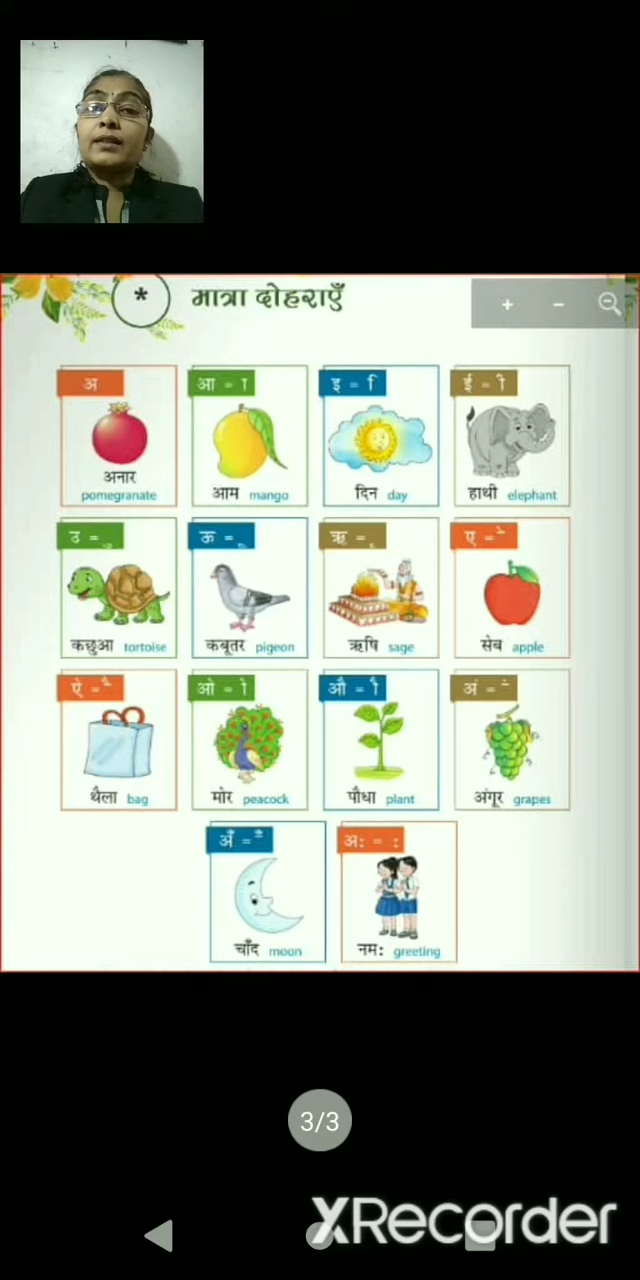 * मात्रा दोहराएँ
+ −
अ
अनार
pomegranate
आ = ा
आम mango
इ = ि
दिन day
ई = ी
हाथी elephant
उ = ु
कछुआ tortoise
ऊ = ू
कबूतर pigeon
ऋ = ृ
ऋषि sage
ए = े
सेब apple
ऐ = ै
थैला bag
ओ = ो
मोर peacock
औ = ौ
पौधा plant
अं = ं
अंगूर grapes
अँ = ँ
चाँद moon
अः = ः
नमः greeting
3/3
XRecorder